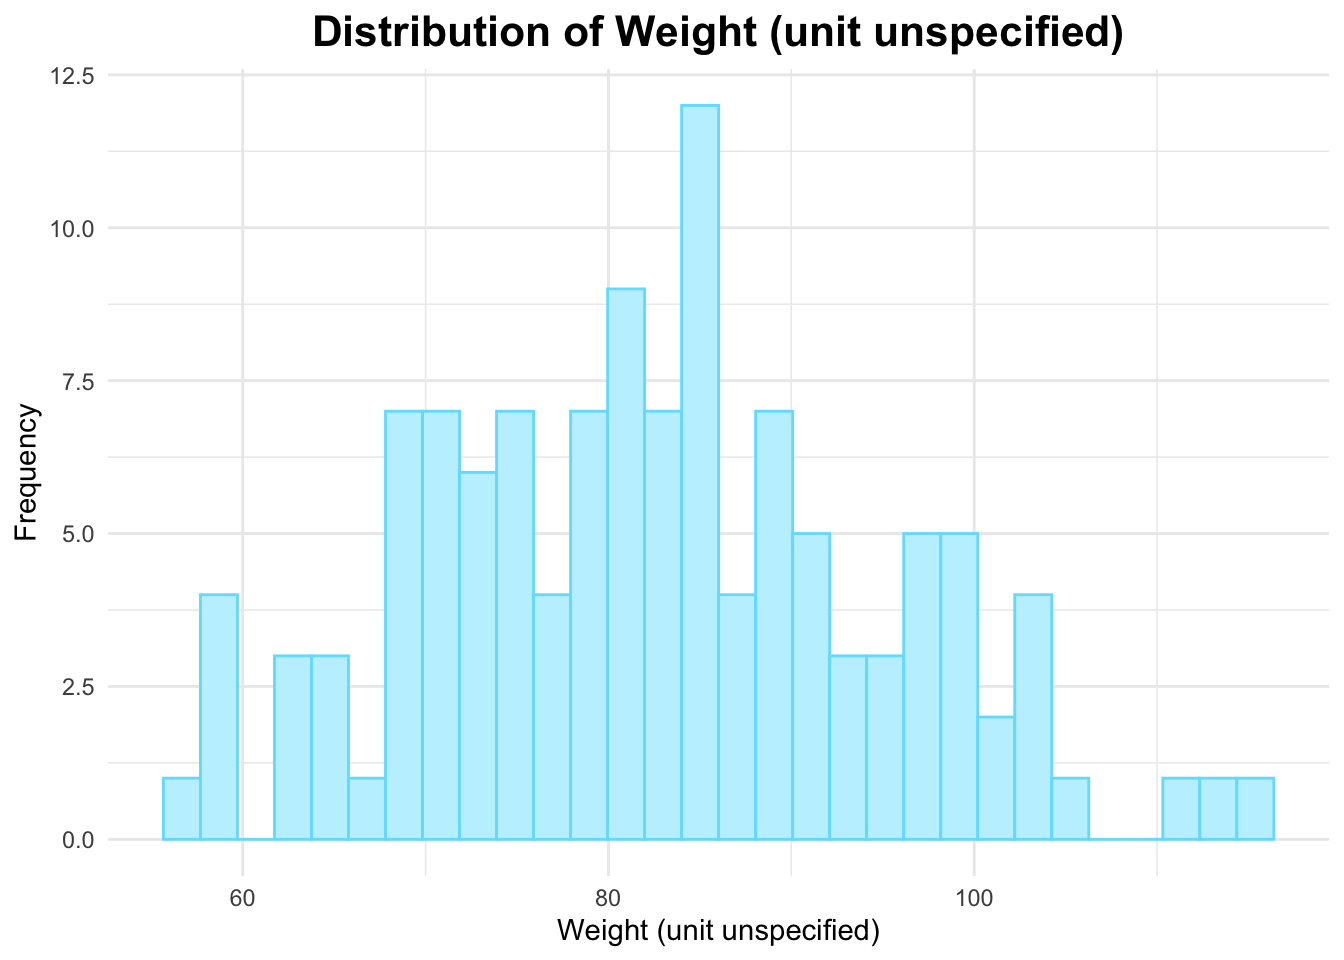 Distribution of Weight (unit unspecified)
12.5
10.0
7.5
5.0
2.5
0.0
Frequency
60 80 100
Weight (unit unspecified)